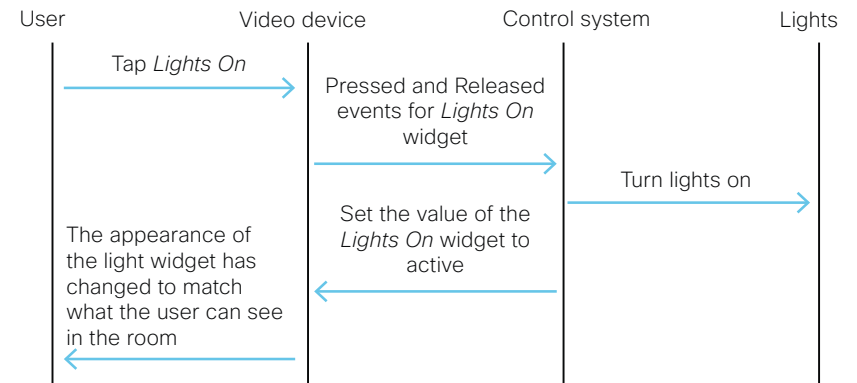 User
Video device
Control system
Lights
Tap Lights On
Pressed and Released
events for Lights On
widget
Turn lights on
Set the value of the
Lights On widget to
active
The appearance of
the light widget has
changed to match
what the user can see
in the room